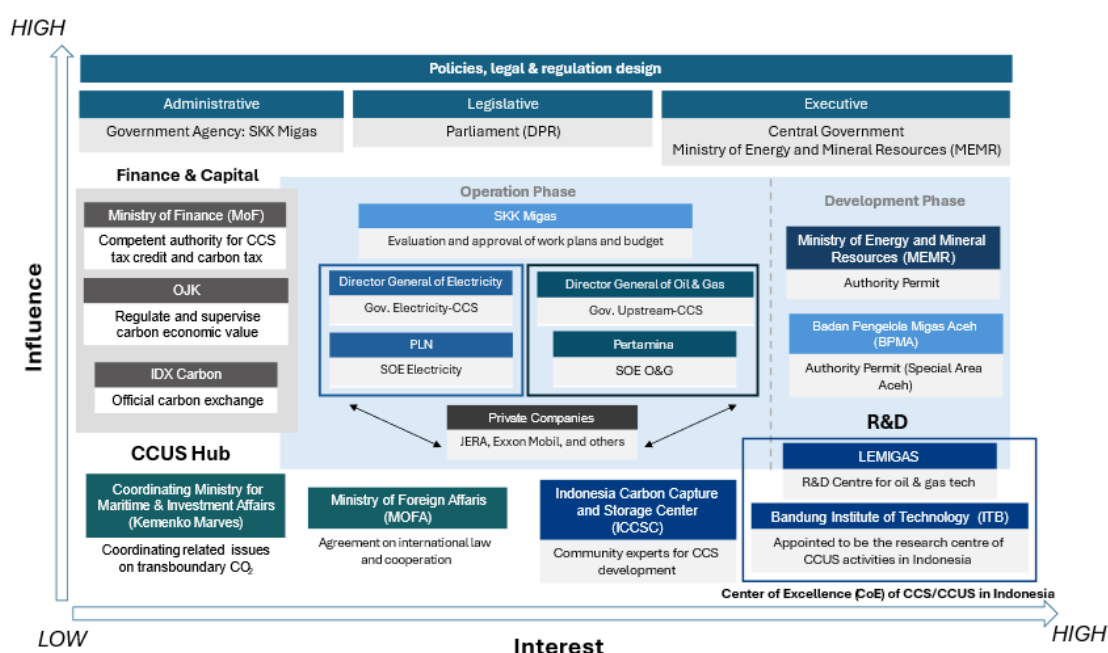 HIGH
Policies, legal & regulation design
Administrative
Government Agency: SKK Migas
Legislative
Parliament (DPR)
Executive
Central Government
Ministry of Energy and Mineral Resources (MEMR)
Finance & Capital
Ministry of Finance (MoF)
Competent authority for CCS
tax credit and carbon tax
OJK
Regulate and supervise
carbon economic value
IDX Carbon
Official carbon exchange
Operation Phase
SKK Migas
Evaluation and approval of work plans and budget
Director General of Electricity
Gov. Electricity-CCS
PLN
SOE Electricity
Director General of Oil & Gas
Gov. Upstream-CCS
Pertamina
SOE O&G
Private Companies
JERA, Exxon Mobil, and others
Development Phase
Ministry of Energy and Mineral
Resources (MEMR)
Authority Permit
Badan Pengelola Migas Aceh
(BPMA)
Authority Permit (Special Area
Aceh)
CCUS Hub
Coordinating Ministry for
Maritime & Investment Affairs
(Kemenko Marves)
Coordinating related issues
on transboundary CO₂
Ministry of Foreign Affaris
(MOFA)
Agreement on international law
and cooperation
Indonesia Carbon Capture
and Storage Center
(ICCSC)
Community experts for CCS
development
R&D
LEMIGAS
R&D Centre for oil & gas tech
Bandung Institute of Technology (ITB)
Appointed to be the research centre of
CCUS activities in Indonesia
Center of Excellence (CoE) of CCS/CCUS in Indonesia
Influence
LOW
Interest
HIGH